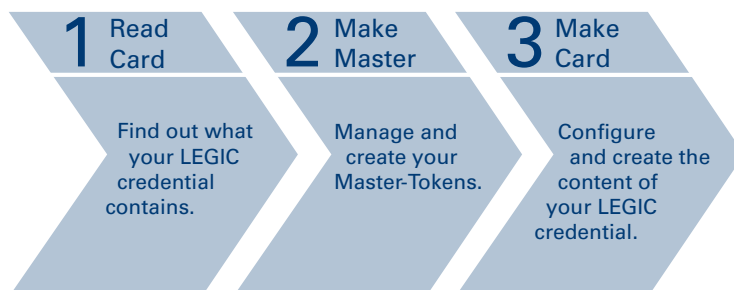 1 Read
Card
Find out what
your LEGIC
credential
contains.
2 Make
Master
Manage and
create your
Master-Tokens.
3 Make
Card
Configure
and create the
content of
your LEGIC
credential.